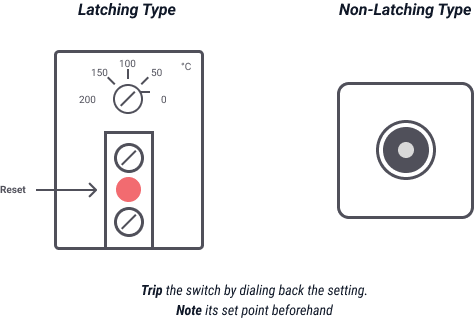 Latching Type
Non-Latching Type
100
150
50
°C
200
0
Reset
Trip the switch by dialing back the setting.
Note its set point beforehand